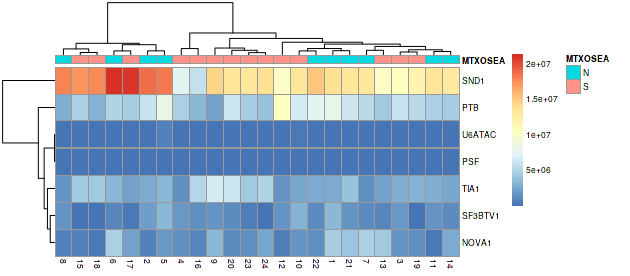 MTXOSEA
SND1
PTB
U6ATAC
PSF
TIA1
SF3BTV1
NOVA1
8 15 18 6 17 2 5 4 16 9 20 23 24 12 10 22 1 21 7 13 3 19 11 14
2e+07
1.5e+07
1e+07
5e+06
MTXOSEA
N
S